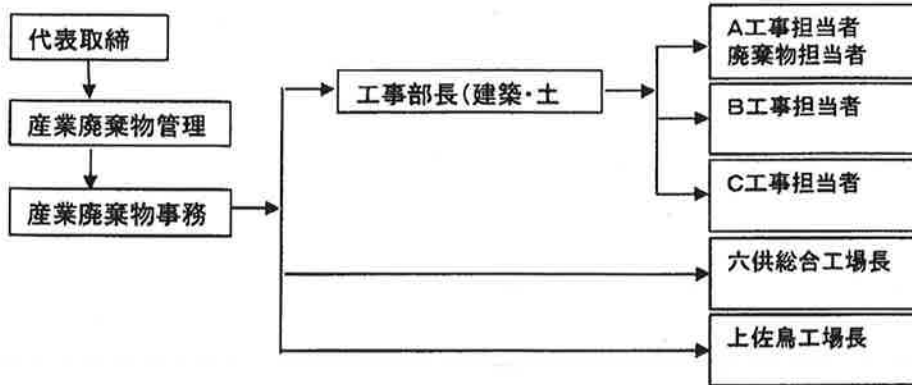 代表取締
産業廃棄物管理
産業廃棄物事務
工事部長(建築・土
A工事担当者
廃棄物担当者
B工事担当者
C工事担当者
六供総合工場長
上佐鳥工場長